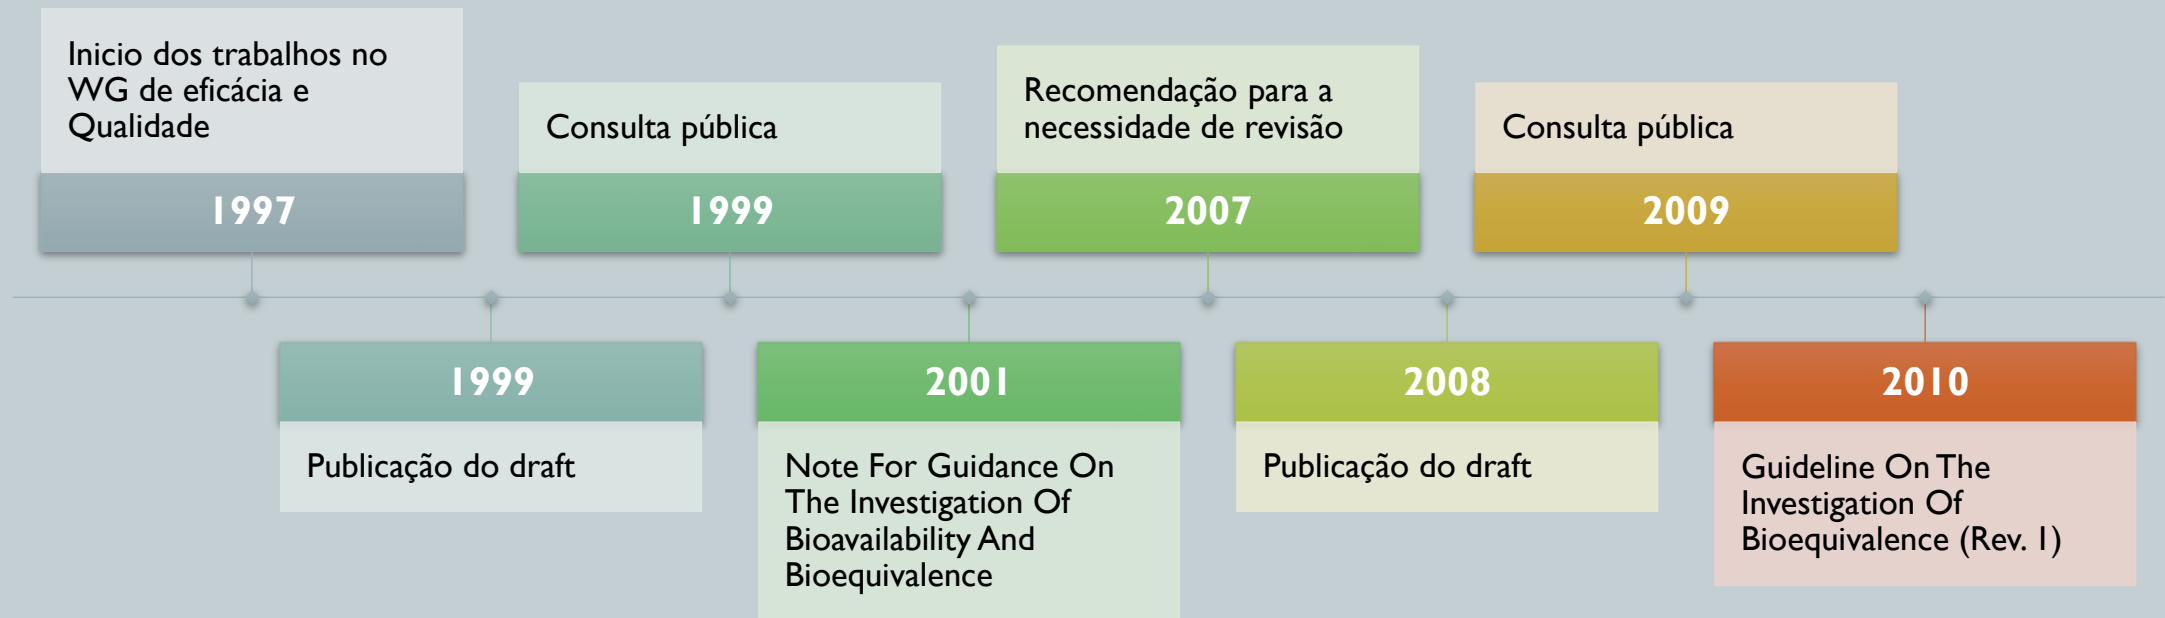 Inicio dos trabalhos no
WG de eficácia e
Qualidade
1997
1999
Publicação do draft
Consulta pública
1999
2001
Note For Guidance On
The Investigation Of
Bioavailability And
Bioequivalence
Recomendação para a
necessidade de revisão
2007
2008
Publicação do draft
Consulta pública
2009
2010
Guideline On The
Investigation Of
Bioequivalence (Rev. 1)